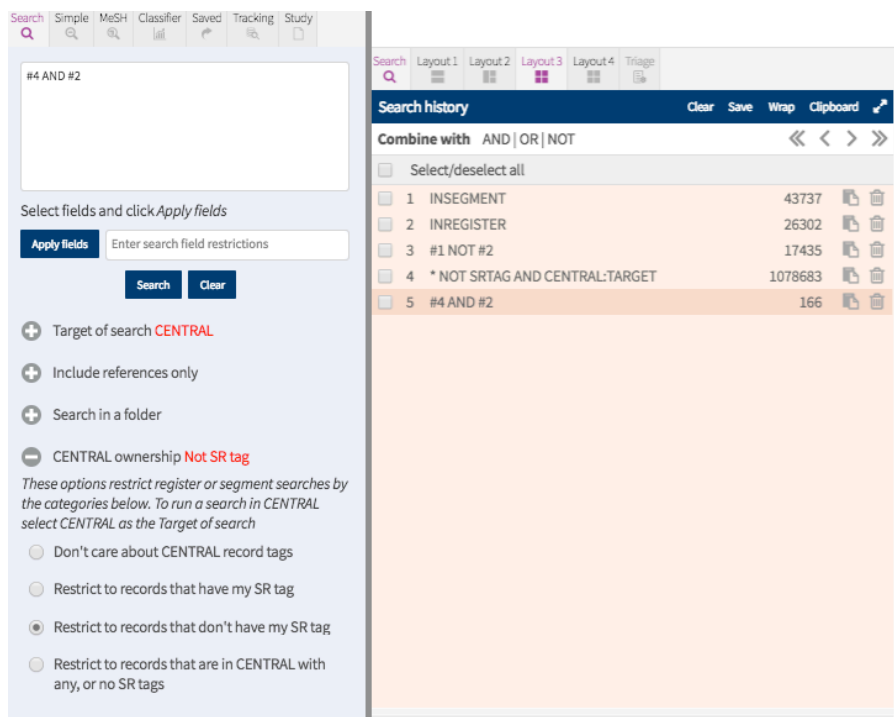 Search Simple MeSH Classifier Saved Tracking Study
#4 AND #2
Select fields and click Apply fields
Apply fields Enter search field restrictions
Search Clear
Target of search CENTRAL
Include references only
Search in a folder
CENTRAL ownership Not SR tag
These options restrict register or segment searches by
the categories below. To run a search in CENTRAL
select CENTRAL as the Target of search
Don't care about CENTRAL record tags
Restrict to records that have my SR tag
Restrict to records that don't have my SR tag
Restrict to records that are in CENTRAL with
any, or no SR tags
Search Layout 1 Layout 2 Layout 3 Layout 4 Triage
Search history Clear Save Wrap Clipboard
Combine with AND | OR | NOT
Select/deselect all
1 INSEGMENT 43737
2 INREGISTER 26302
3 #1 NOT #2 17435
4 * NOT SRTAG AND CENTRAL:TARGET 1078683
5 #4 AND #2 166